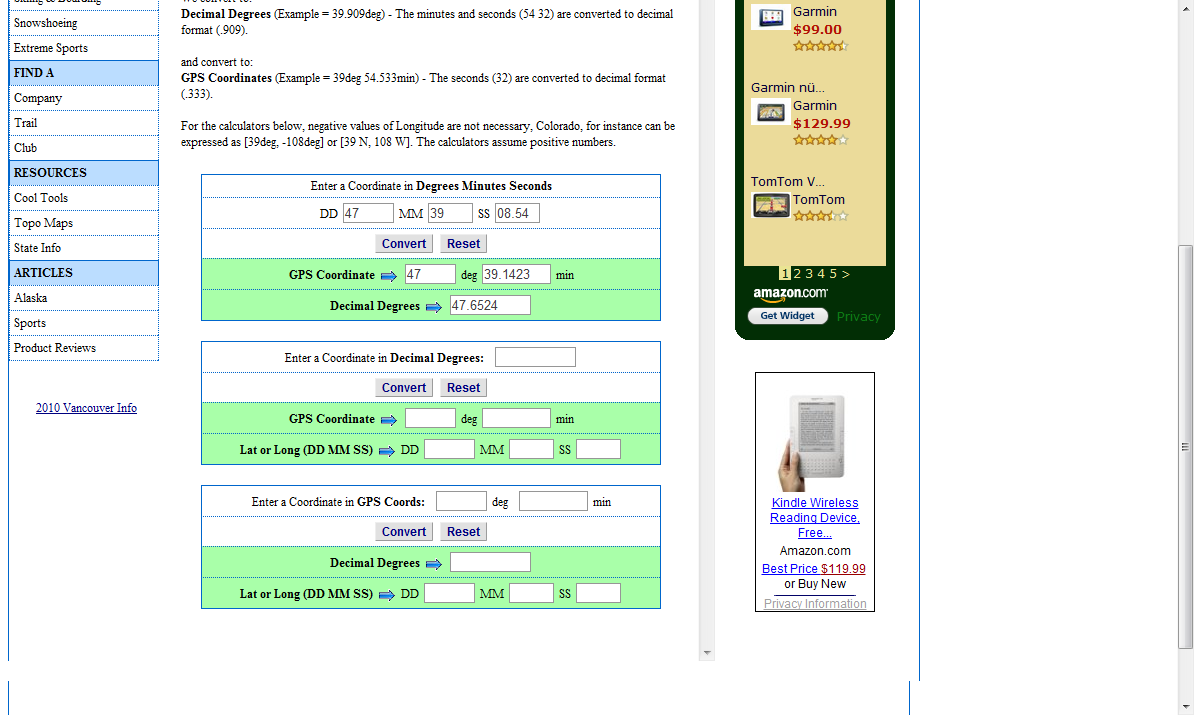 Snowshoeing
Extreme Sports
FIND A
Company
Trail
Club
RESOURCES
Cool Tools
Topo Maps
State Info
ARTICLES
Alaska
Sports
Product Reviews
2010 Vancouver Info
Decimal Degrees (Example = 39.909deg) - The minutes and seconds (54 32) are converted to decimal
format (.909).
and convert to:
GPS Coordinates (Example = 39deg 54.533min) - The seconds (32) are converted to decimal format
(.333).
For the calculators below, negative values of Longitude are not necessary, Colorado, for instance can be
expressed as [39deg, -108deg] or [39 N, 108 W]. The calculators assume positive numbers.
Enter a Coordinate in Degrees Minutes Seconds
DD 47 MM 39 SS 08.54
Convert Reset
GPS Coordinate 47 deg 39.1423 min
Decimal Degrees 47.6524
Enter a Coordinate in Decimal Degrees:
Convert Reset
GPS Coordinate deg min
Lat or Long (DD MM SS) DD MM SS
Enter a Coordinate in GPS Coords: deg min
Convert Reset
Decimal Degrees
Lat or Long (DD MM SS) DD MM SS
Garmin
$99.00
Garmin nü...
Garmin
$129.99
TomTom V...
TomTom
1 2 3 4 5 >
amazon.com
Get Widget Privacy
Kindle Wireless
Reading Device,
Free...
Amazon.com
Best Price $119.99
or Buy New
Privacy Information